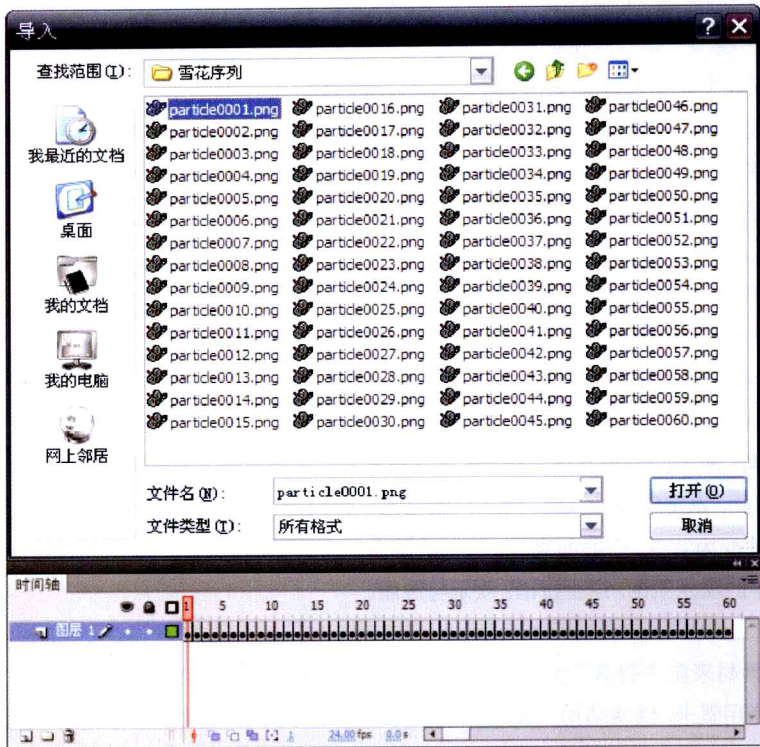 导入
查找范围(I): 雪花序列
particle0001.png particle0016.png particle0031.png particle0046.png
particle0002.png particle0017.png particle0032.png particle0047.png
particle0003.png particle0018.png particle0033.png particle0048.png
particle0004.png particle0019.png particle0034.png particle0049.png
particle0005.png particle0020.png particle0035.png particle0050.png
particle0006.png particle0021.png particle0036.png particle0051.png
particle0007.png particle0022.png particle0037.png particle0052.png
particle0008.png particle0023.png particle0038.png particle0053.png
particle0009.png particle0024.png particle0039.png particle0054.png
particle0010.png particle0025.png particle0040.png particle0055.png
particle0011.png particle0026.png particle0041.png particle0056.png
particle0012.png particle0027.png particle0042.png particle0057.png
particle0013.png particle0028.png particle0043.png particle0058.png
particle0014.png particle0029.png particle0044.png particle0059.png
particle0015.png particle0030.png particle0045.png particle0060.png
我最近的文档
桌面
我的文档
我的电脑
网上邻居
文件名(N): particle0001.png 打开(O)
文件类型(T): 所有格式 取消
时间轴
1 5 10 15 20 25 30 35 40 45 50 55 60
图层 1
1 24.00 fps 0.0 s